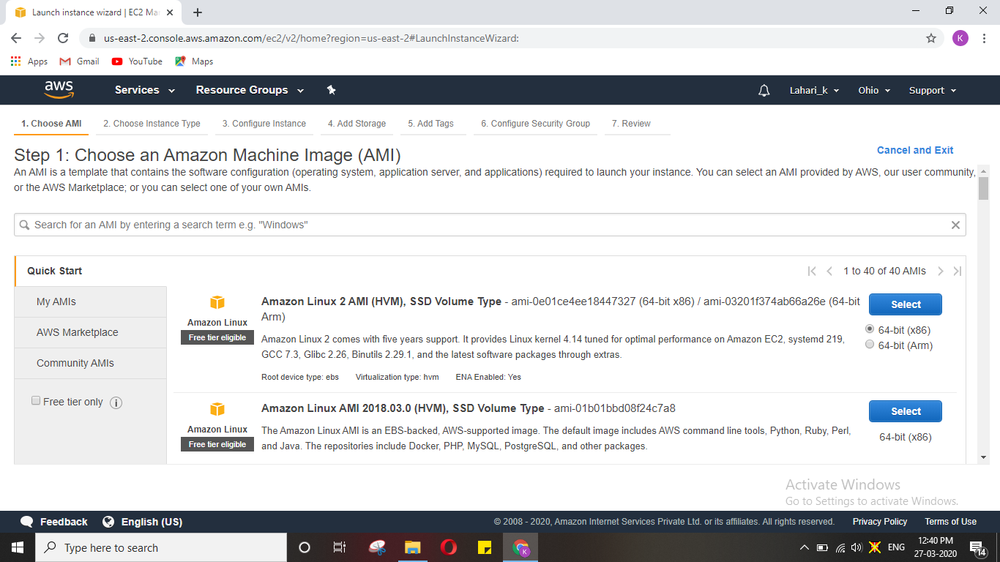 Launch instance wizard | EC2 Ma
us-east-2.console.aws.amazon.com/ec2/v2/home?region=us-east-2#LaunchInstanceWizard:
K
Apps Gmail YouTube Maps
aws Services Resource Groups Lahari_k Ohio Support
1. Choose AMI 2. Choose Instance Type 3. Configure Instance 4. Add Storage 5. Add Tags 6. Configure Security Group 7. Review
Step 1: Choose an Amazon Machine Image (AMI)
Cancel and Exit
An AMI is a template that contains the software configuration (operating system, application server, and applications) required to launch your instance. You can select an AMI provided by AWS, our user community,
or the AWS Marketplace; or you can select one of your own AMIs.
Search for an AMI by entering a search term e.g. "Windows"
Quick Start
1 to 40 of 40 AMIs
My AMIs
AWS Marketplace
Community AMIs
Free tier only
Amazon Linux
Free tier eligible
Amazon Linux 2 AMI (HVM), SSD Volume Type - ami-0e01ce4ee18447327 (64-bit x86) / ami-03201f374ab66a26e (64-bit
Arm)
Amazon Linux 2 comes with five years support. It provides Linux kernel 4.14 tuned for optimal performance on Amazon EC2, systemd 219,
GCC 7.3, Glibc 2.26, Binutils 2.29.1, and the latest software packages through extras.
Root device type: ebs Virtualization type: hvm ENA Enabled: Yes
Select
64-bit (x86)
64-bit (Arm)
Amazon Linux
Free tier eligible
Amazon Linux AMI 2018.03.0 (HVM), SSD Volume Type - ami-01b01bbd08f24c7a8
The Amazon Linux AMI is an EBS-backed, AWS-supported image. The default image includes AWS command line tools, Python, Ruby, Perl,
and Java. The repositories include Docker, PHP, MySQL, PostgreSQL, and other packages.
Select
64-bit (x86)
Activate Windows
Go to Settings to activate Windows.
Feedback English (US) © 2008 - 2020, Amazon Internet Services Private Ltd. or its affiliates. All rights reserved. Privacy Policy Terms of Use
Type here to search
K
ENG
12:40 PM
27-03-2020
14